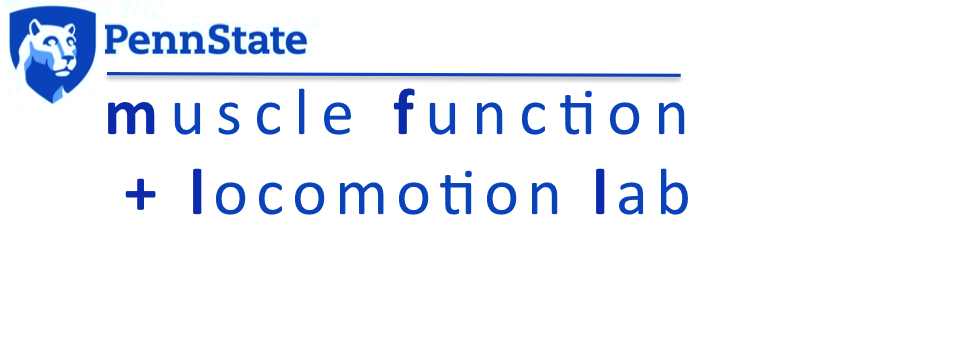 PennState
muscle function
+ locomotion lab